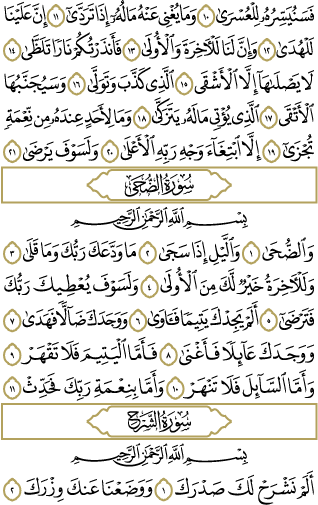 فَسَنُيَسِّرُهُۥ لِلْعُسْرَىٰ ١٠ وَمَا يُغْنِى عَنْهُ مَالُهُۥٓ إِذَا تَرَدَّىٰٓ ١١ إِنَّ عَلَيْنَا
لَلْهُدَىٰ ١٢ وَإِنَّ لَنَا لَلْءَاخِرَةَ وَٱلْأُولَىٰ ١٣ فَأَنذَرْتُكُمْ نَارًا تَلَظَّىٰ ١٤
لَا يَصْلَىٰهَآ إِلَّا ٱلْأَشْقَى ١٥ ٱلَّذِى كَذَّبَ وَتَوَلَّىٰ ١٦ وَسَيُجَنَّبُهَا
ٱلْأَتْقَى ١٧ ٱلَّذِى يُؤْتِى مَالَهُۥ يَتَزَكَّىٰ ١٨ وَمَا لِأَحَدٍ عِندَهُۥ مِن نِّعْمَةٍ
تُجْزَىٰٓ ١٩ إِلَّا ٱبْتِغَآءَ وَجْهِ رَبِّهِ ٱلْأَعْلَىٰ ٢٠ وَلَسَوْفَ يَرْضَىٰ ٢١
سُورَةُ الضُّحَىٰ
بِسْمِ ٱللَّهِ ٱلرَّحْمَٰنِ ٱلرَّحِيمِ
وَٱلضُّحَىٰ ١ وَٱلَّيْلِ إِذَا سَجَىٰ ٢ مَا وَدَّعَكَ رَبُّكَ وَمَا قَلَىٰ ٣
وَلَلْءَاخِرَةُ خَيْرٌ لَّكَ مِنَ ٱلْأُولَىٰ ٤ وَلَسَوْفَ يُعْطِيكَ رَبُّكَ
فَتَرْضَىٰٓ ٥ أَلَمْ يَجِدْكَ يَتِيمًا فَـَٔاوَىٰ ٦ وَوَجَدَكَ ضَآلًّا فَهَدَىٰ ٧
وَوَجَدَكَ عَآئِلًا فَأَغْنَىٰ ٨ فَأَمَّا ٱلْيَتِيمَ فَلَا تَقْهَرْ ٩
وَأَمَّا ٱلسَّآئِلَ فَلَا تَنْهَرْ ١٠ وَأَمَّا بِنِعْمَةِ رَبِّكَ فَحَدِّثْ ١١
سُورَةُ الشَّرْحِ
بِسْمِ ٱللَّهِ ٱلرَّحْمَٰنِ ٱلرَّحِيمِ
أَلَمْ نَشْرَحْ لَكَ صَدْرَكَ ١ وَوَضَعْنَا عَنكَ وِزْرَكَ ٢